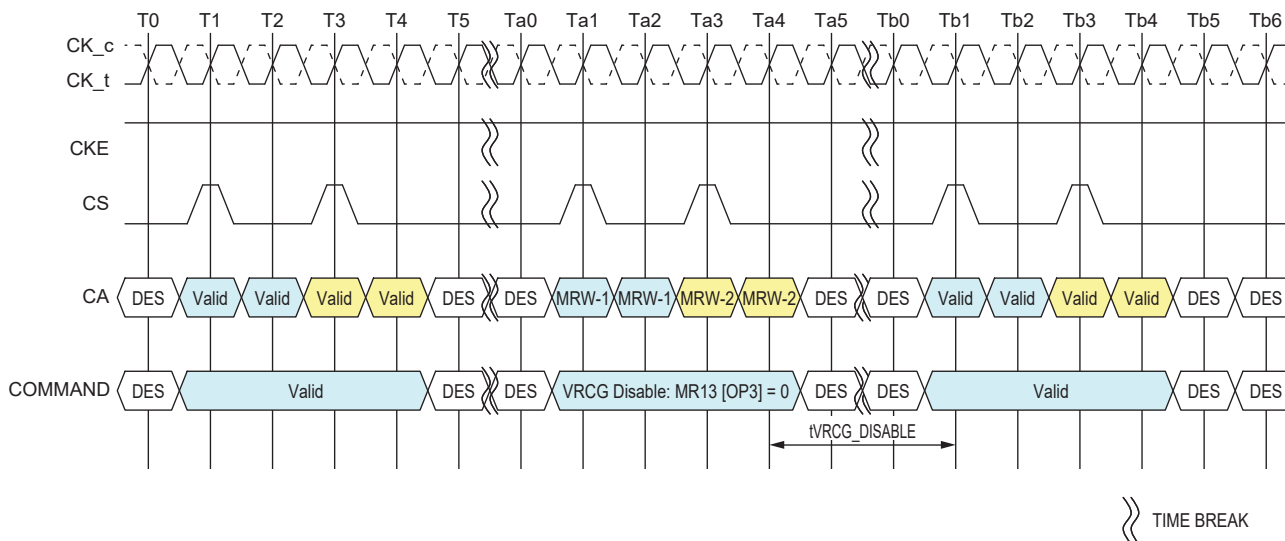 T0 T1 T2 T3 T4 T5 Ta0 Ta1 Ta2 Ta3 Ta4 Ta5 Tb0 Tb1 Tb2 Tb3 Tb4 Tb5 Tb6
CK_c
CK_t
CKE
CS
CA DES Valid Valid Valid Valid DES DES MRW-1 MRW-1 MRW-2 MRW-2 DES DES Valid Valid Valid Valid DES DES
COMMAND DES Valid DES DES VRCG Disable: MR13 [OP3] = 0 DES DES Valid DES DES
tVRCG_DISABLE
TIME BREAK